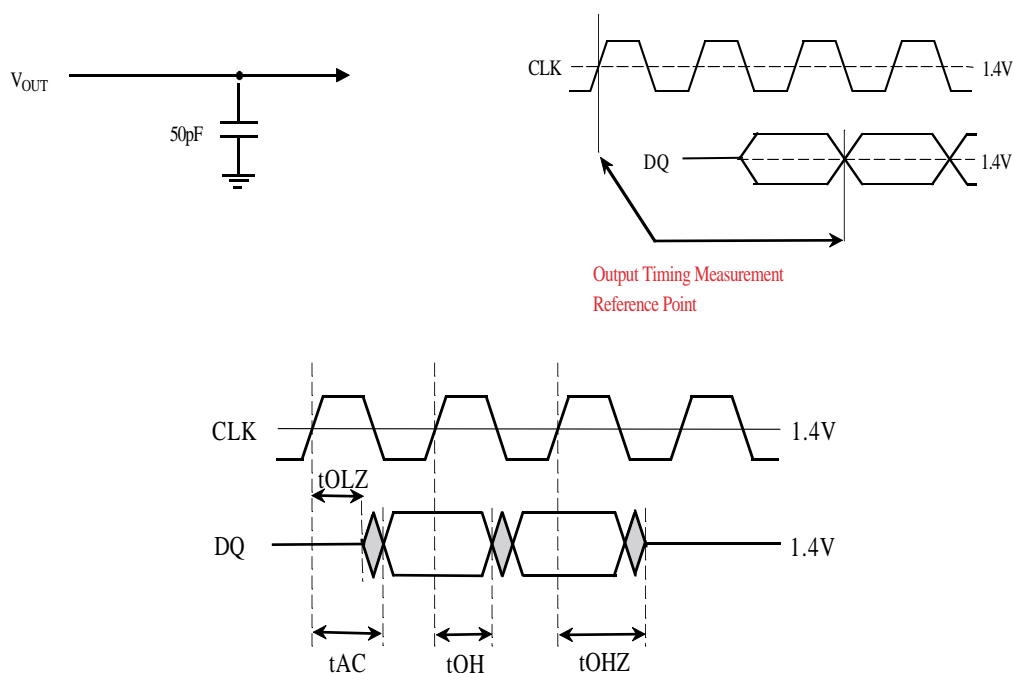 V_OUT
50pF
CLK
1.4V
DQ
1.4V
Output Timing Measurement
Reference Point
CLK
1.4V
tOLZ
DQ
1.4V
tAC
tOH
tOHZ